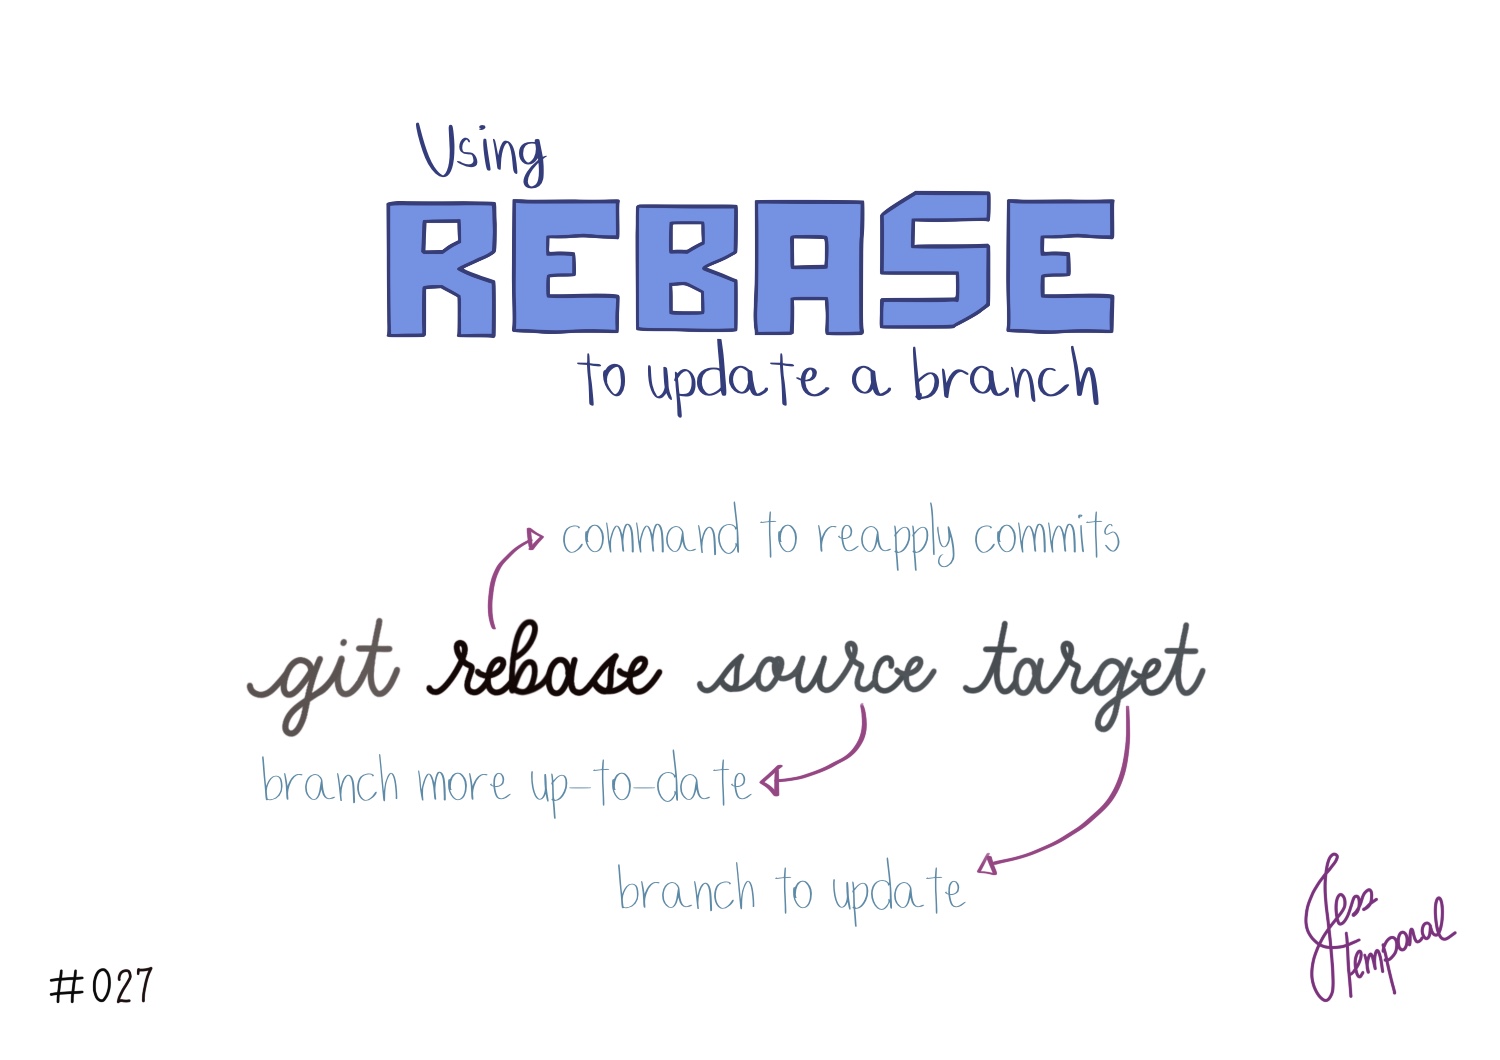 Using
REBASE
to update a branch
command to reapply commits
git rebase source target
branch more up-to-date
branch to update
#027
Jess
temporal